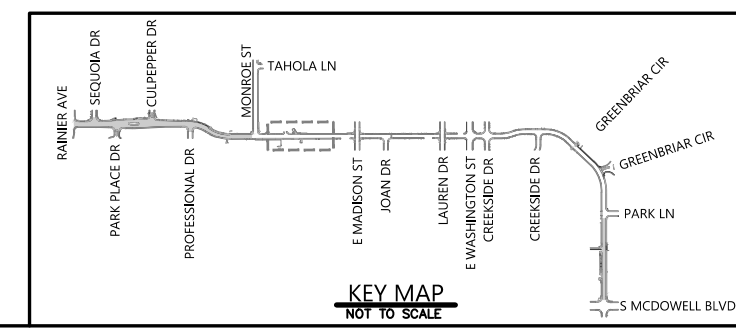 RAINIER AVE
SEQUOIA DR
PARK PLACE DR
CULPEPPER DR
PROFESSIONAL DR
MONROE ST
TAHOLA LN
E MADISON ST
JOAN DR
LAUREN DR
E WASHINGTON ST
CREEKSIDE DR
CREEKSIDE DR
GREENBRIAR CIR
GREENBRIAR CIR
PARK LN
S MCDOWELL BLVD
KEY MAP
NOT TO SCALE